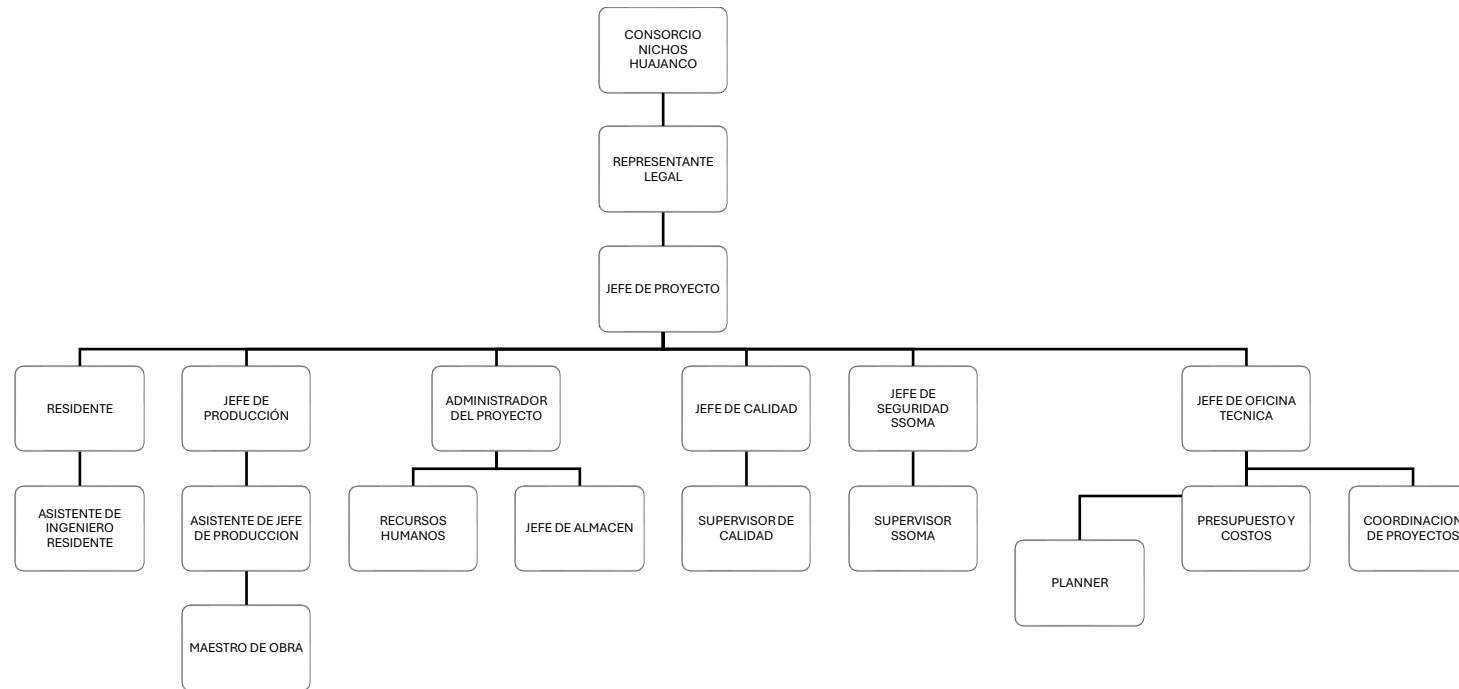 CONSORCIO
NICHOS
HUAJANCO
REPRESENTANTE
LEGAL
JEFE DE PROYECTO
RESIDENTE
JEFE DE
PRODUCCIÓN
ADMINISTRADOR
DEL PROYECTO
JEFE DE CALIDAD
JEFE DE
SEGURIDAD
SSOMA
JEFE DE OFICINA
TECNICA
ASISTENTE DE
INGENIERO
RESIDENTE
ASISTENTE DE JEFE
DE PRODUCCION
RECURSOS
HUMANOS
JEFE DE ALMACEN
SUPERVISOR DE
CALIDAD
SUPERVISOR
SSOMA
PLANNER
PRESUPUESTO Y
COSTOS
COORDINACION
DE PROYECTOS
MAESTRO DE OBRA